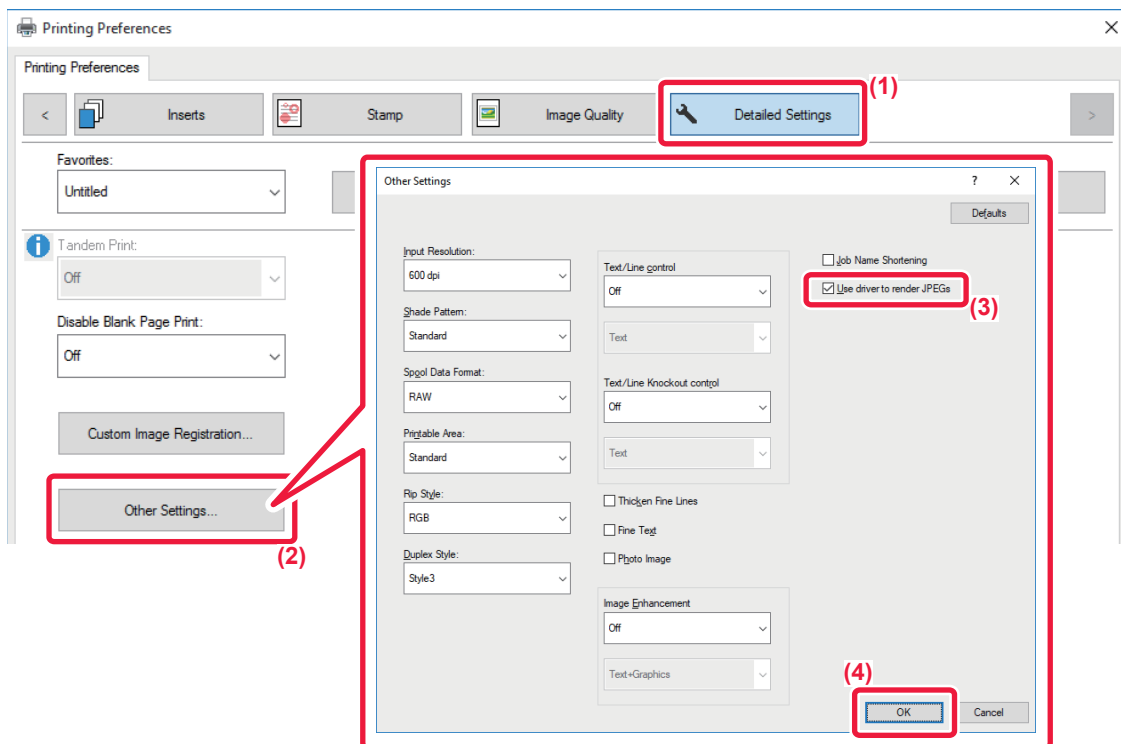 Printing Preferences
Printing Preferences
(1)
<
Inserts
Stamp
Image Quality
Detailed Settings
>
Favorites:
Untitled
Tandem Print:
Off
Disable Blank Page Print:
Off
Custom Image Registration...
Other Settings...
(2)
Other Settings
?
Defaults
Input Resolution:
600 dpi
Shade Pattern:
Standard
Spool Data Format:
RAW
Printable Area:
Standard
Rip Style:
RGB
Duplex Style:
Style3
Text/Line control
Off
Text
Text/Line Knockout control
Off
Text
Thicken Fine Lines
Fine Text
Photo Image
Image Enhancement
Off
Text+Graphics
Job Name Shortening
Use driver to render JPEGs
(3)
(4)
OK
Cancel